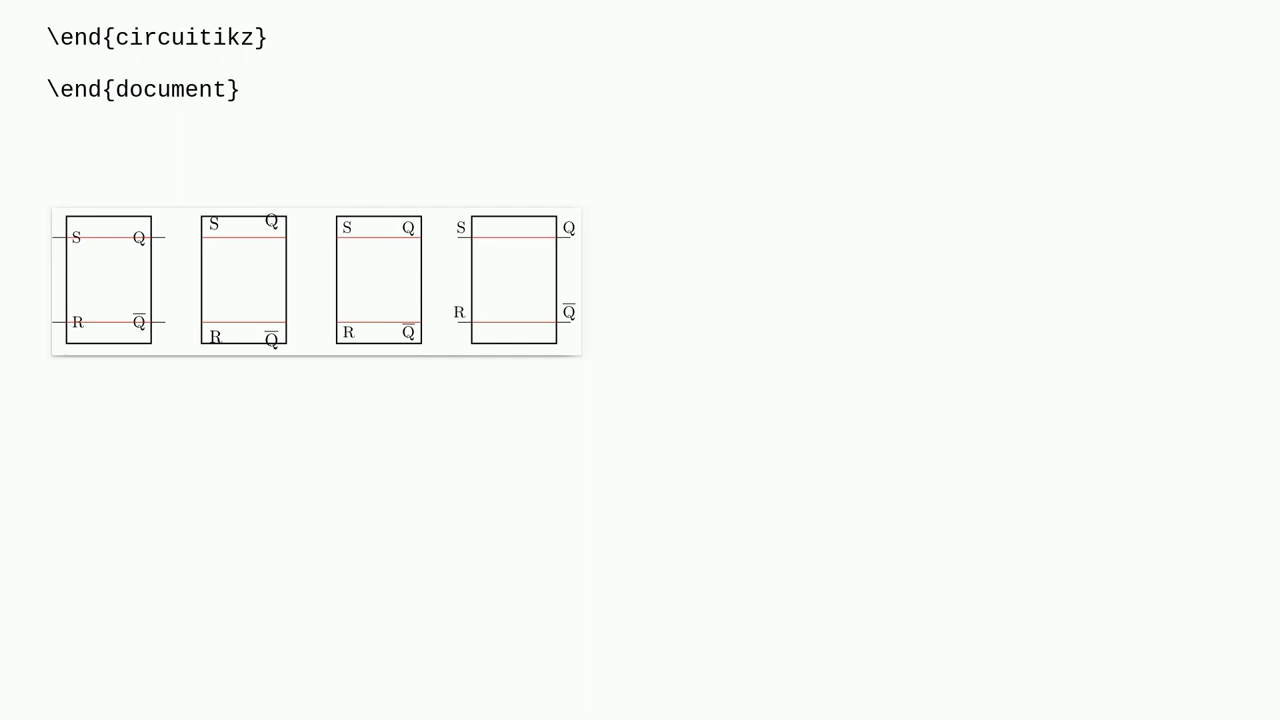 \end{circuitikz}
\end{document}
S Q S Q S Q S Q
R Q̅ R Q̅ R Q̅ R Q̅